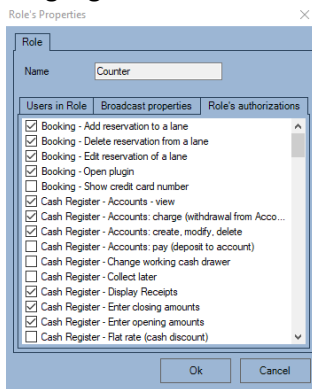 Role's Properties
Role
Name
Counter
Users in Role
Broadcast properties
Role's authorizations
Booking - Add reservation to a lane
Booking - Delete reservation from a lane
Booking - Edit reservation of a lane
Booking - Open plugin
Booking - Show credit card number
Cash Register - Accounts - view
Cash Register - Accounts: charge (withdrawal from Acco...
Cash Register - Accounts: create, modify, delete
Cash Register - Accounts: pay (deposit to account)
Cash Register - Change working cash drawer
Cash Register - Collect later
Cash Register - Display Receipts
Cash Register - Enter closing amounts
Cash Register - Enter opening amounts
Cash Register - Flat rate (cash discount)
Ok
Cancel